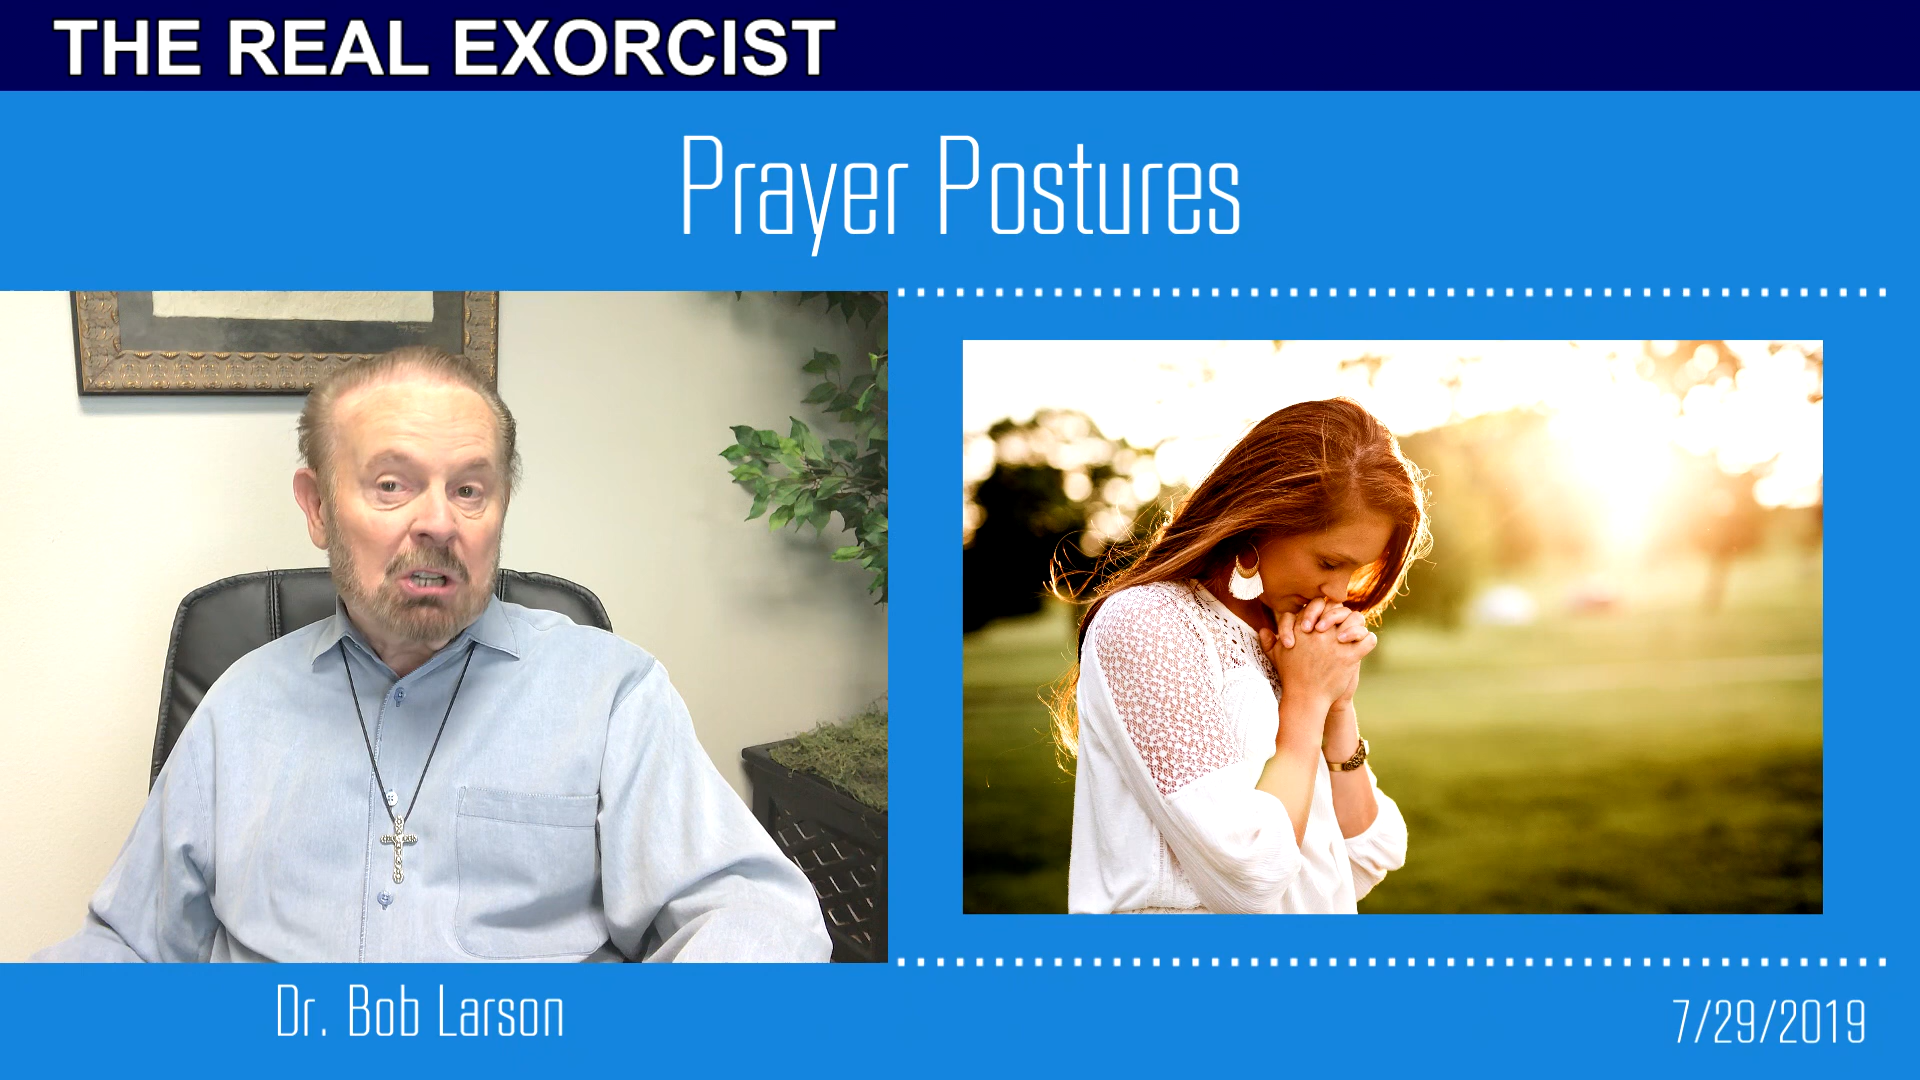 THE REAL EXORCIST
Prayer Postures
Dr. Bob Larson
7/29/2019